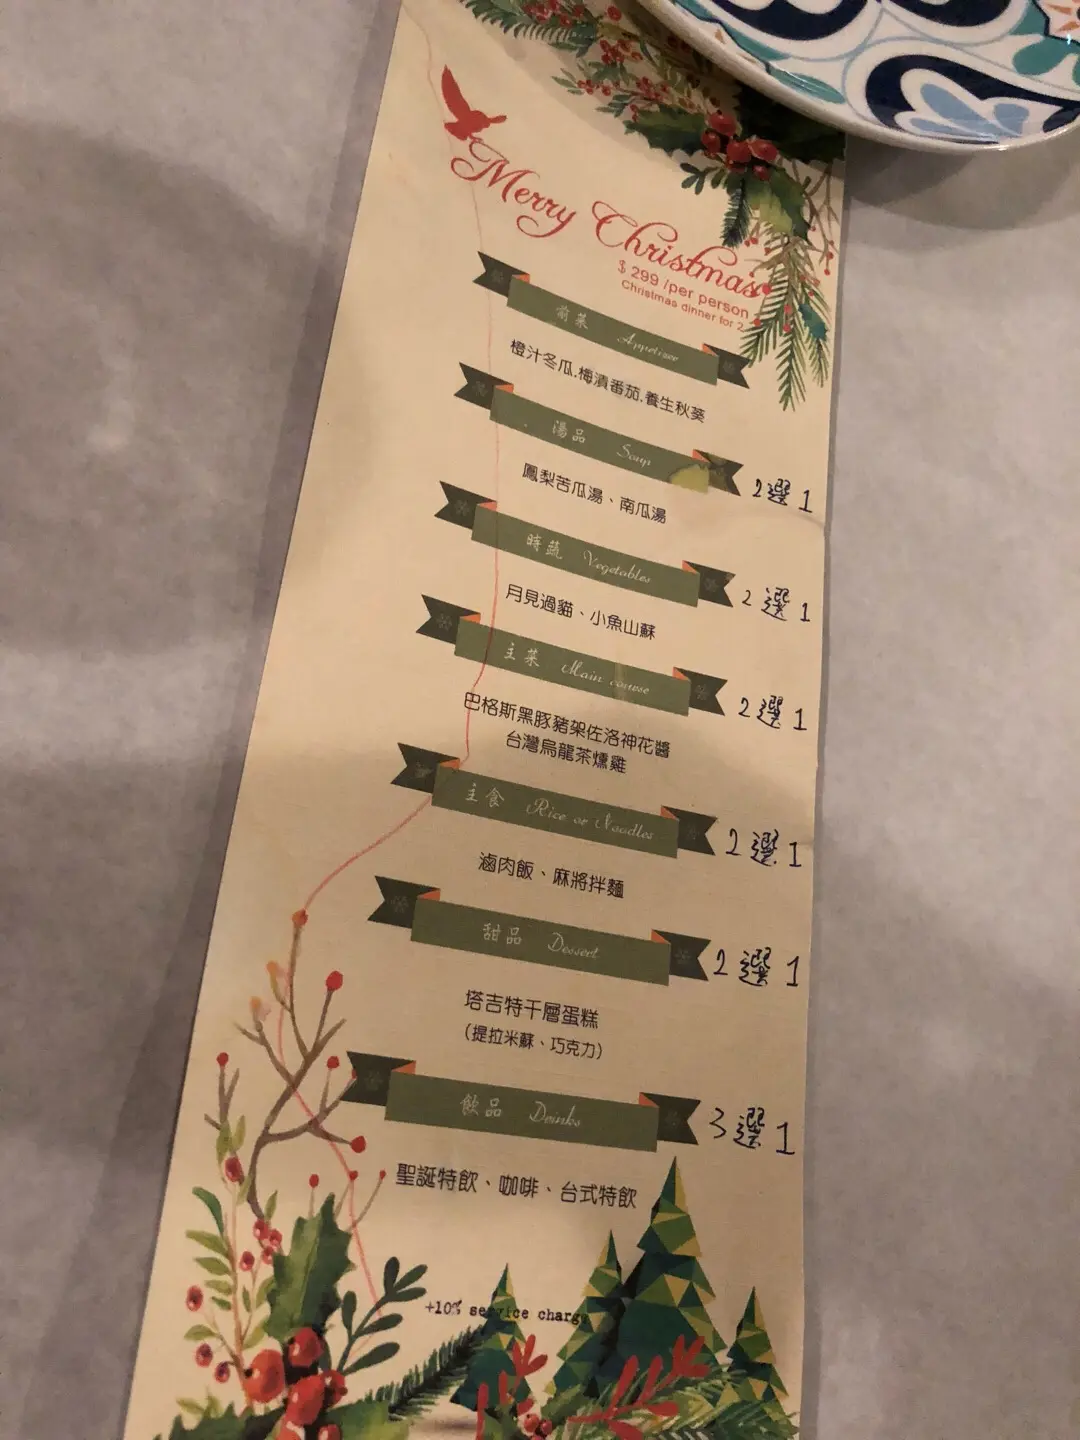 Merry Christmas
$ 299 /per person
Christmas dinner for 2
前菜 Appetizer
橙汁冬瓜.梅漬番茄.養生秋葵
湯品 Soup 2選1
鳳梨苦瓜湯、南瓜湯
時蔬 Vegetables 2選1
月見過貓、小魚山蘇
主菜 Main course 2選1
巴格斯黑豚豬架佐洛神花醬
台灣烏龍茶燻雞
主食 Rice or Noodles 2選1
滷肉飯、麻將拌麵
甜品 Dessert 2選1
塔吉特千層蛋糕
(提拉米蘇、巧克力)
飲品 Drinks 3選1
聖誕特飲、咖啡、台式特飲
+10% service charge